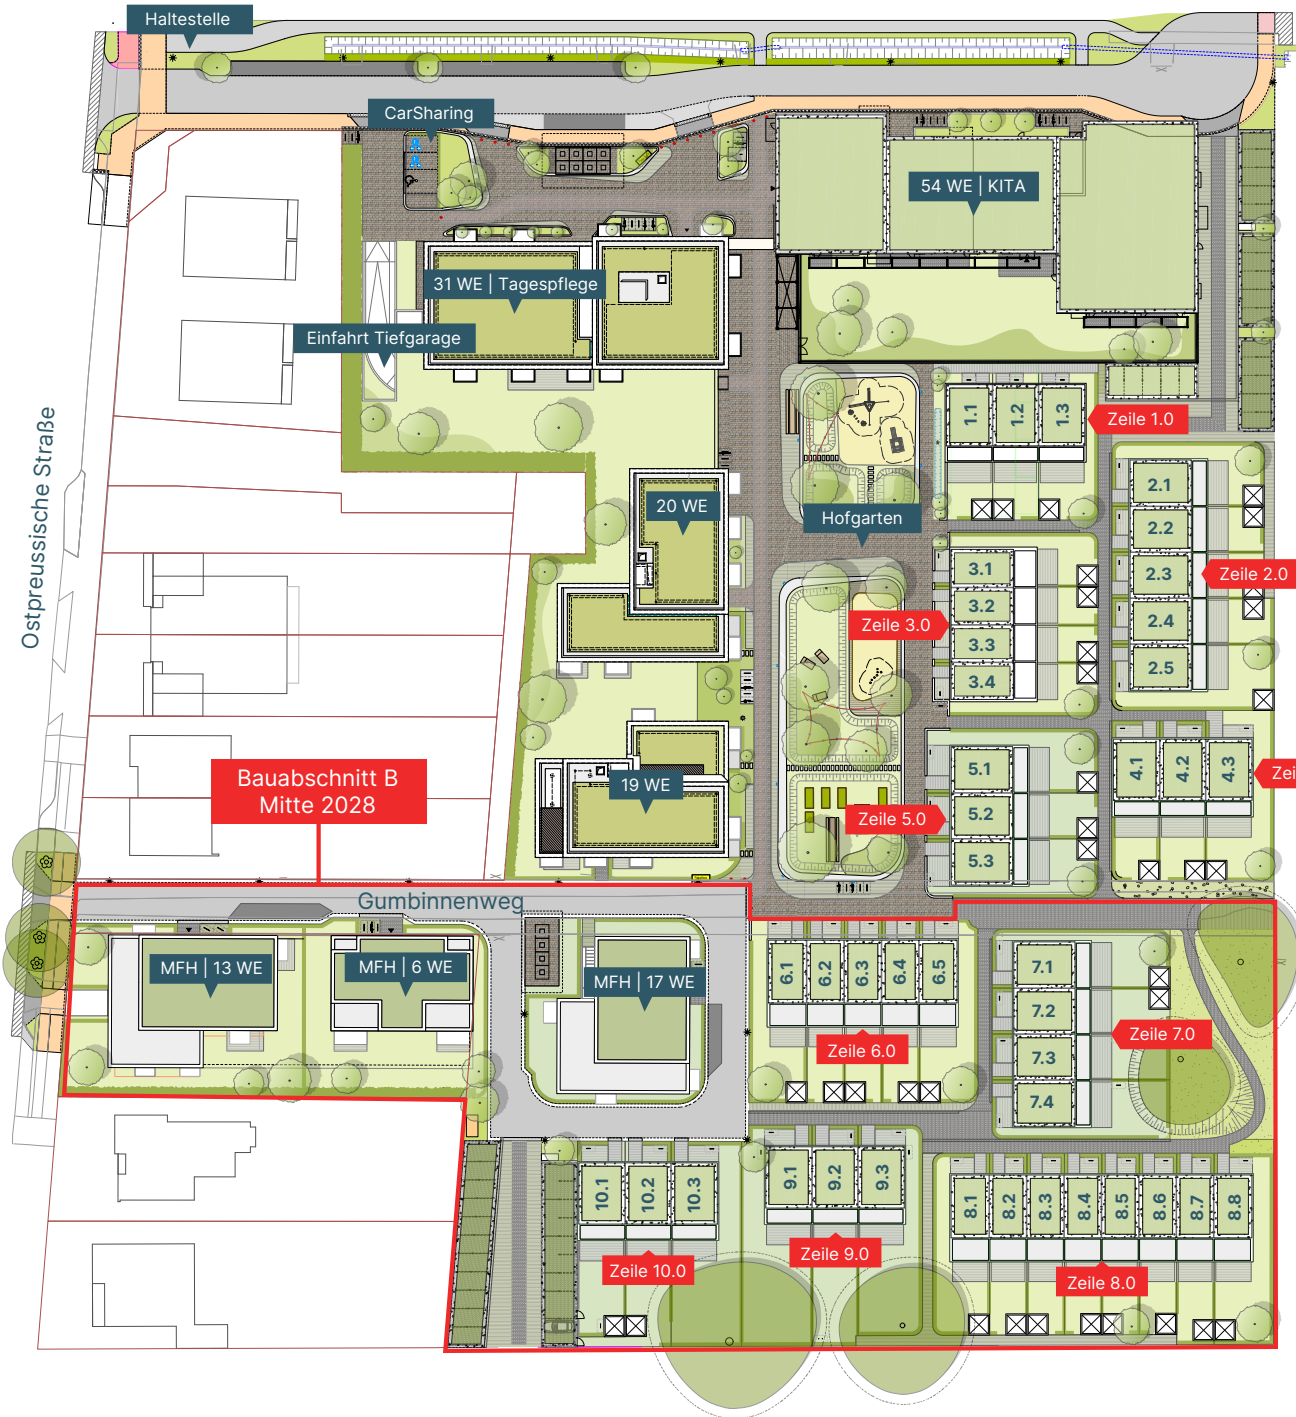 Haltestelle
CarSharing
54 WE | KITA
31 WE | Tagespflege
Einfahrt Tiefgarage
Ostpreussische Straße
1.1
1.2
1.3
Zeile 1.0
20 WE
Hofgarten
2.1
2.2
2.3
2.4
2.5
Zeile 2.0
3.1
3.2
3.3
3.4
Zeile 3.0
19 WE
4.1
4.2
4.3
Zei
5.1
5.2
5.3
Zeile 5.0
Bauabschnitt B
Mitte 2028
Gumbinnenweg
MFH | 13 WE
MFH | 6 WE
MFH | 17 WE
6.1
6.2
6.3
6.4
6.5
Zeile 6.0
7.1
7.2
7.3
7.4
Zeile 7.0
10.1
10.2
10.3
Zeile 10.0
9.1
9.2
9.3
Zeile 9.0
8.1
8.2
8.3
8.4
8.5
8.6
8.7
8.8
Zeile 8.0